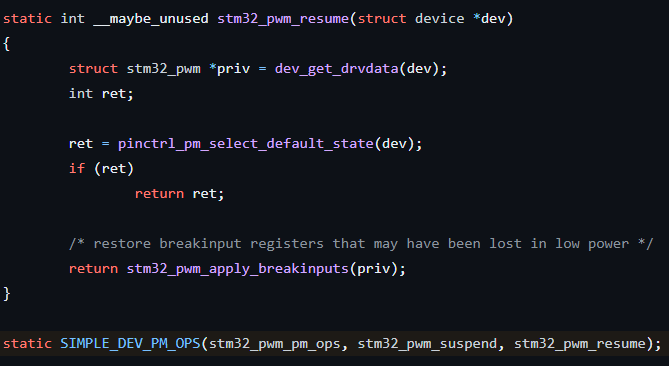 static int __maybe_unused stm32_pwm_resume(struct device *dev)
{
        struct stm32_pwm *priv = dev_get_drvdata(dev);
        int ret;

        ret = pinctrl_pm_select_default_state(dev);
        if (ret)
                return ret;

        /* restore breakinput registers that may have been lost in low power */
        return stm32_pwm_apply_breakinputs(priv);
}

static SIMPLE_DEV_PM_OPS(stm32_pwm_pm_ops, stm32_pwm_suspend, stm32_pwm_resume);